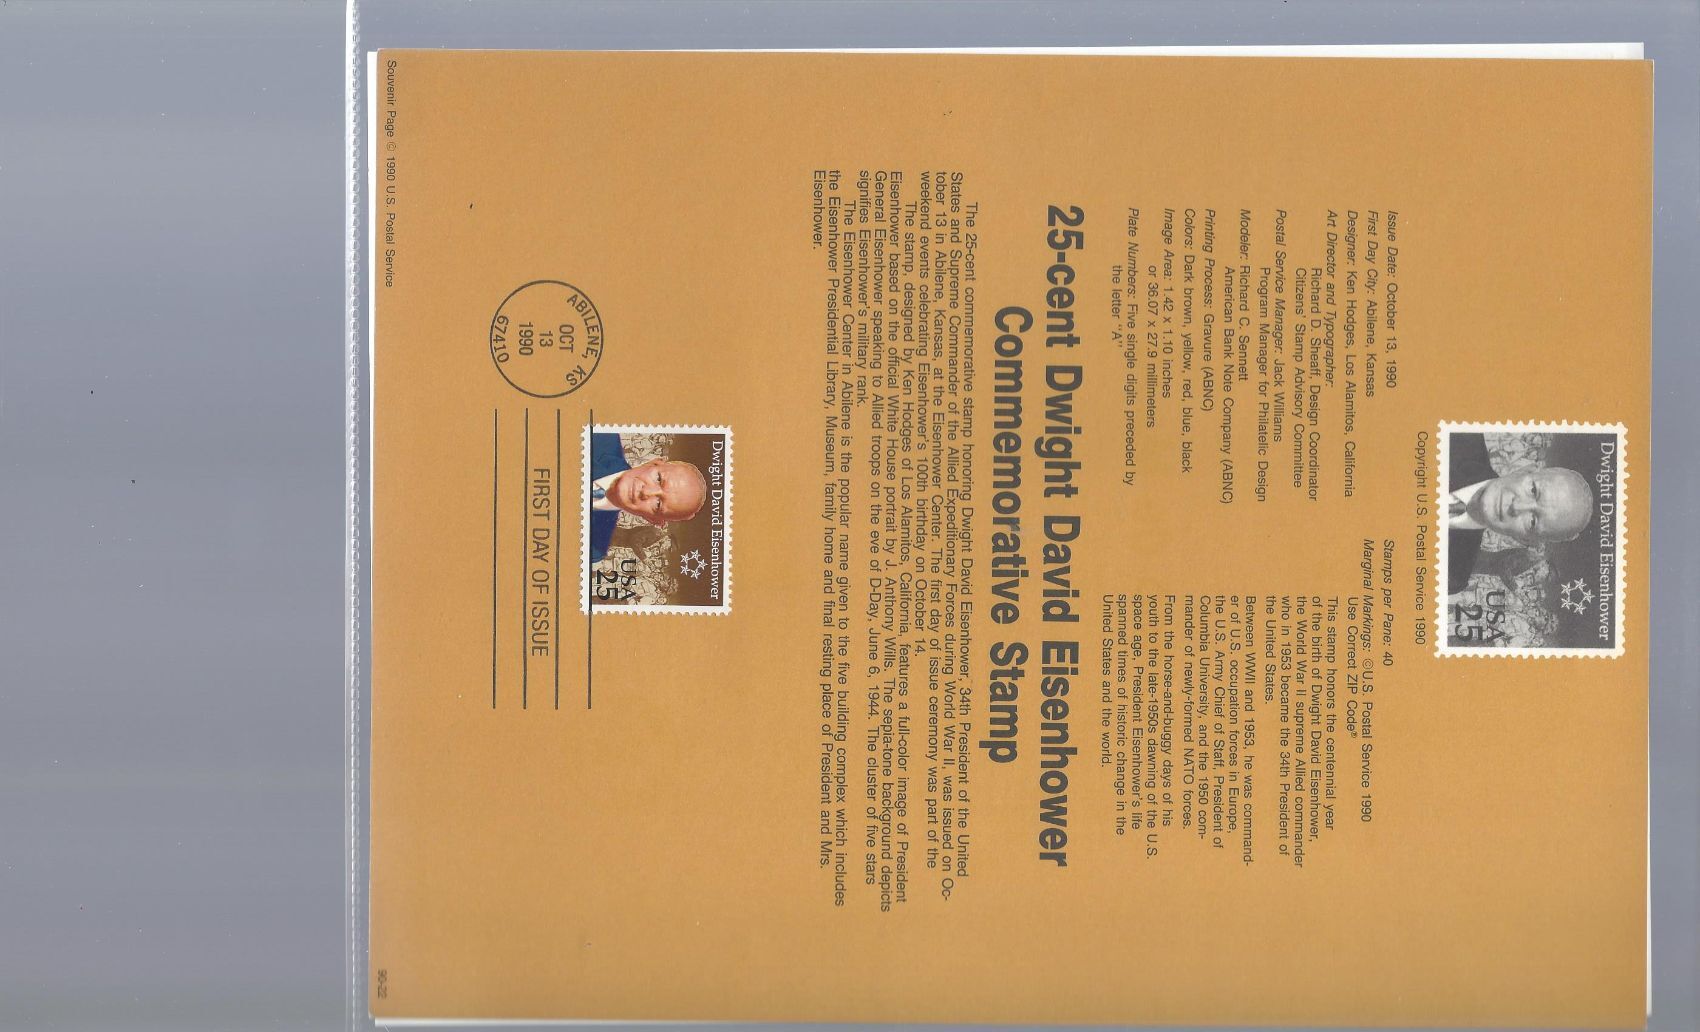 Dwight David Eisenhower
USA
25
Copyright U.S. Postal Service 1990
Issue Date: October 13, 1990
First Day City: Abilene, Kansas
Designer: Ken Hodges, Los Alamitos, California
Art Director and Typographer:
Richard D. Sheaff, Design Coordinator
Citizens' Stamp Advisory Committee
Postal Service Manager: Jack Williams
Program Manager for Philatelic Design
Modeler: Richard C. Sennett
American Bank Note Company (ABNC)
Printing Process: Gravure (ABNC)
Colors: Dark brown, yellow, red, blue, black
Image Area: 1.42 x 1.10 inches
or 36.07 x 27.9 millimeters
Plate Numbers: Five single digits preceded by
the letter "A"
Stamps per Pane: 40
Marginal Markings: ©U.S. Postal Service 1990
Use Correct ZIP Code®
This stamp honors the centennial year
of the birth of Dwight David Eisenhower,
the World War II supreme Allied commander
who in 1953 became the 34th President of
the United States.
Between WWII and 1953, he was command-
er of U.S. occupation forces in Europe,
the U.S. Army Chief of Staff, President of
Columbia University, and the 1950 com-
mander of newly-formed NATO forces.
From the horse-and-buggy days of his
youth to the late-1950s dawning of the U.S.
space age, President Eisenhower's life
spanned times of historic change in the
United States and the world.
25-cent Dwight David Eisenhower
Commemorative Stamp
The 25-cent commemorative stamp honoring Dwight David Eisenhower, 34th President of the United
States and Supreme Commander of the Allied Expeditionary Forces during World War II, was issued on Oc-
tober 13 in Abilene, Kansas, at the Eisenhower Center. The first day of issue ceremony was part of the
weekend events celebrating Eisenhower's 100th birthday on October 14.
The stamp, designed by Ken Hodges of Los Alamitos, California, features a full-color image of President
Eisenhower based on the official White House portrait by J. Anthony Wills. The sepia-tone background depicts
General Eisenhower speaking to Allied troops on the eve of D-Day, June 6, 1944. The cluster of five stars
signifies Eisenhower's military rank.
The Eisenhower Center in Abilene is the popular name given to the five building complex which includes
the Eisenhower Presidential Library, Museum, family home and final resting place of President and Mrs.
Eisenhower.
Dwight David Eisenhower
USA
25
ABILENE, KS
OCT
13
1990
67410
FIRST DAY OF ISSUE
Souvenir Page © 1990 U.S. Postal Service
90-22